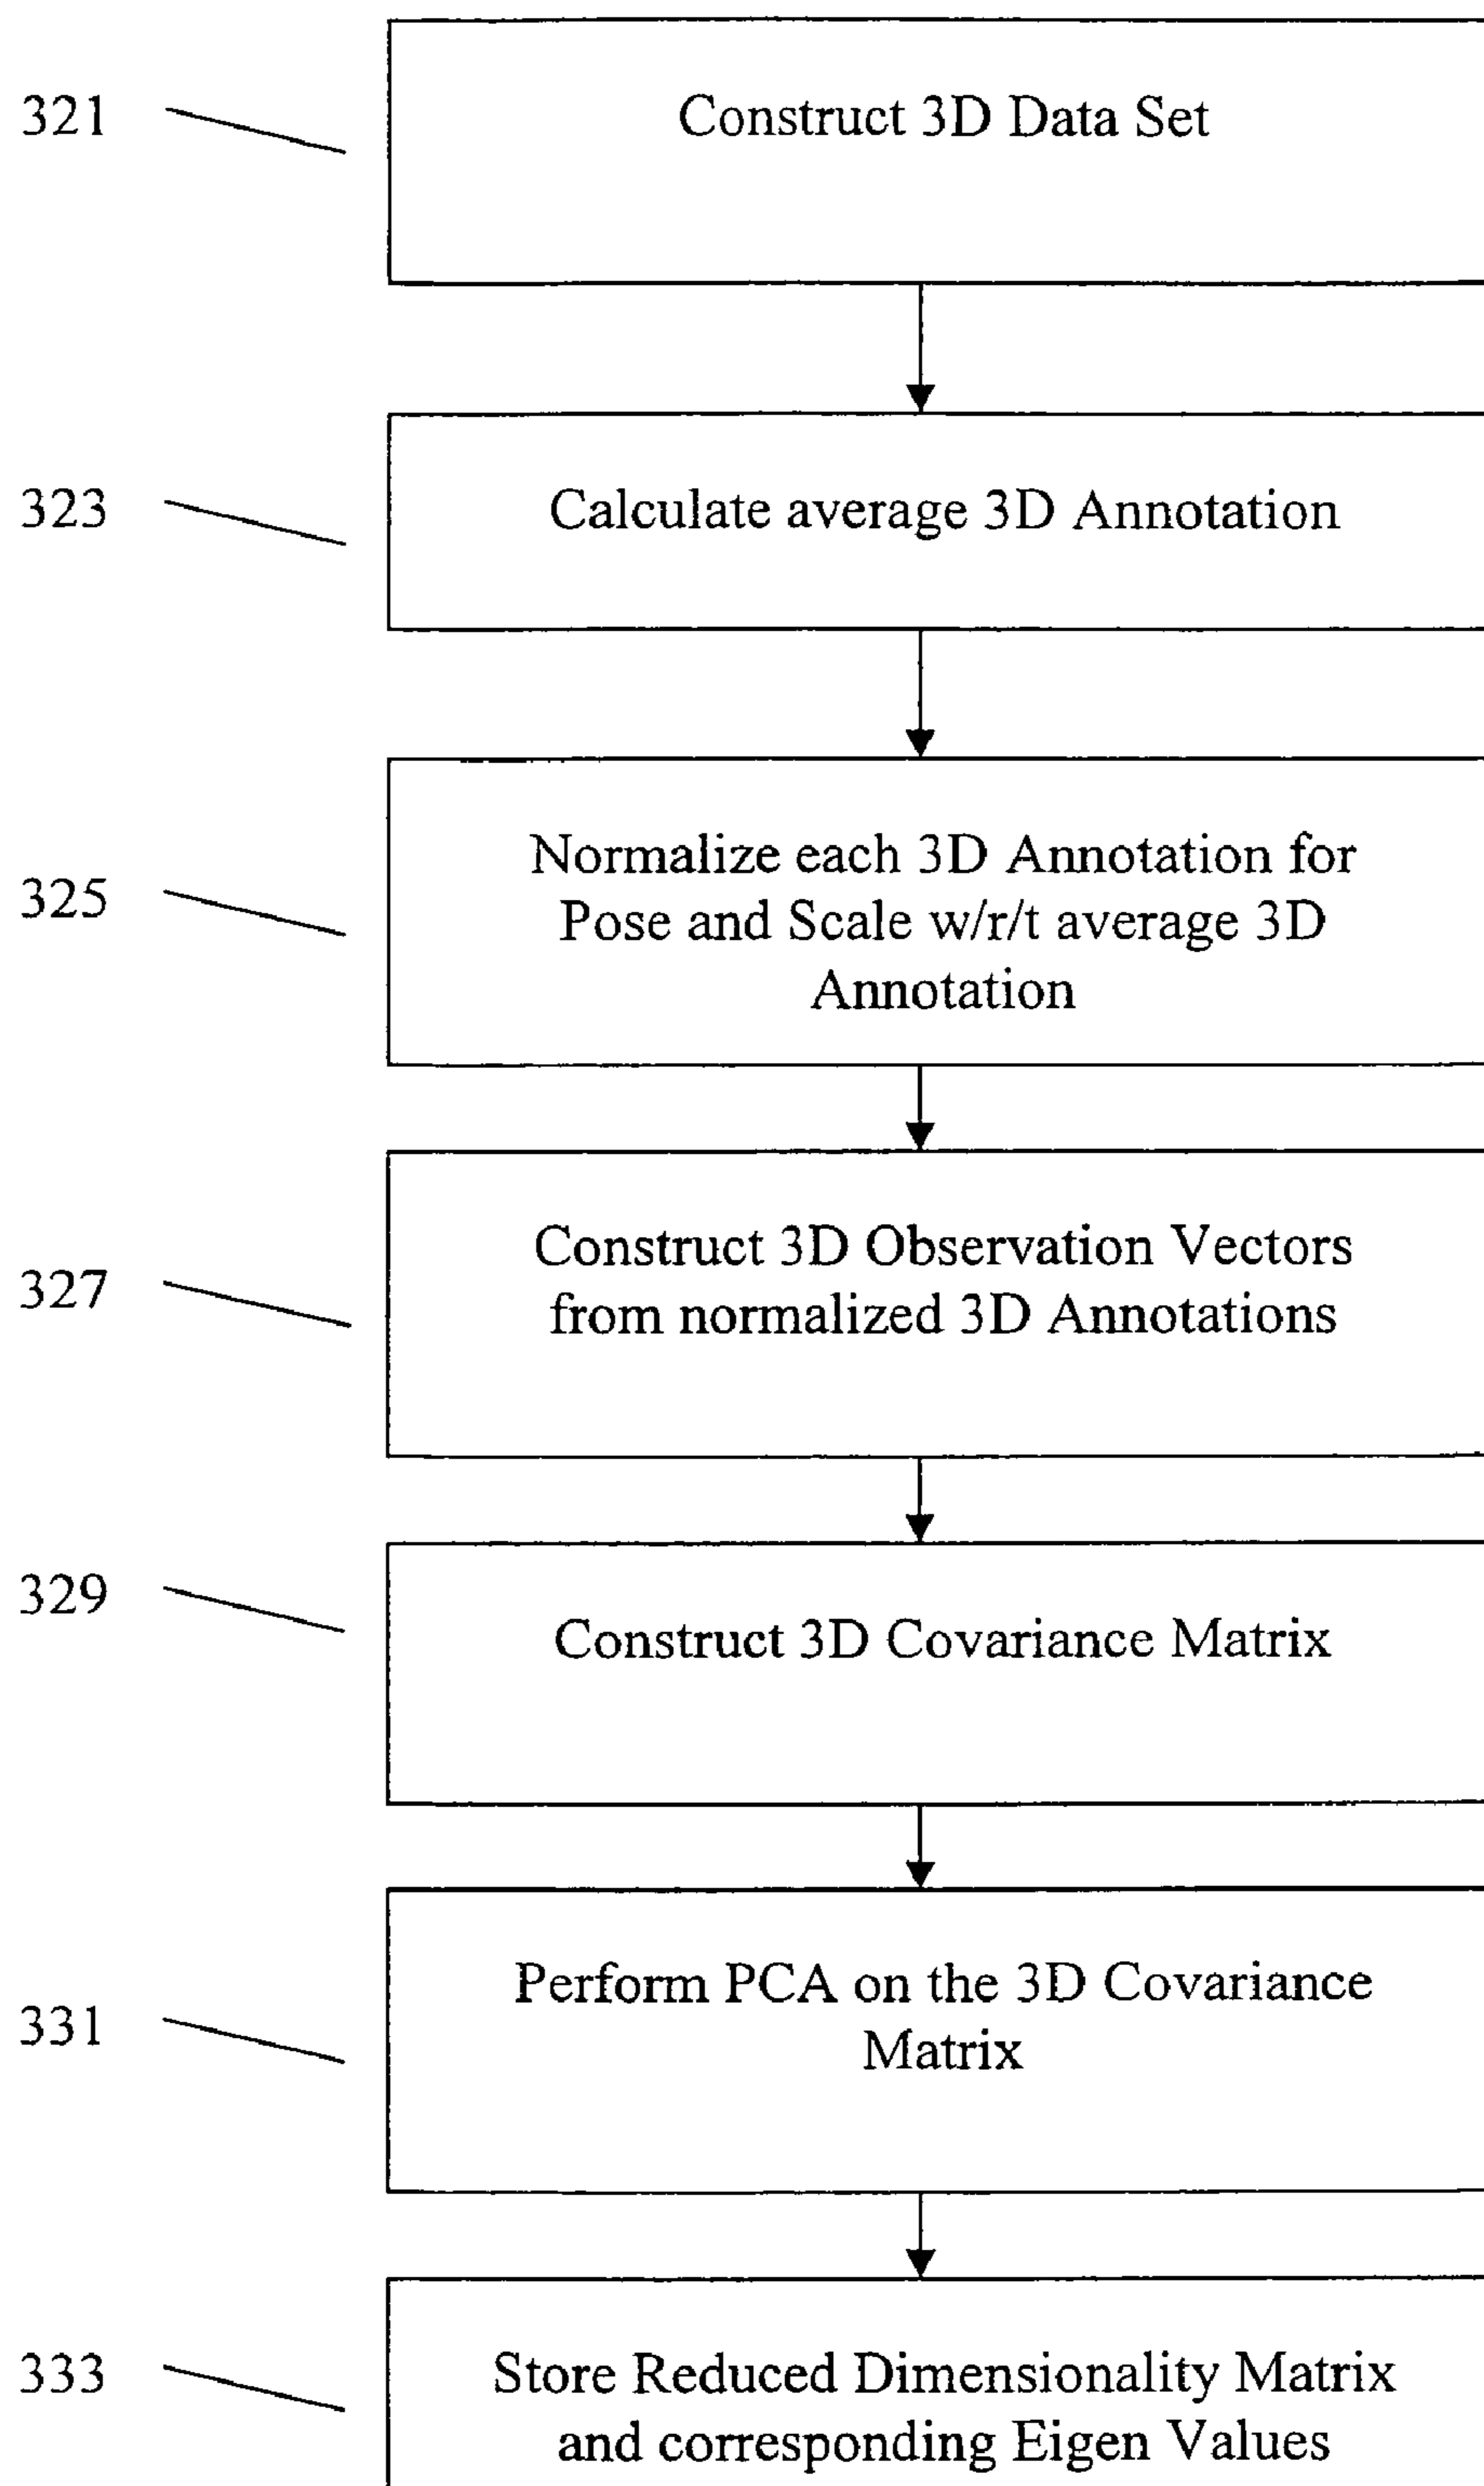 321
Construct 3D Data Set
323
Calculate average 3D Annotation
325
Normalize each 3D Annotation for
Pose and Scale w/r/t average 3D
Annotation
327
Construct 3D Observation Vectors
from normalized 3D Annotations
329
Construct 3D Covariance Matrix
331
Perform PCA on the 3D Covariance
Matrix
333
Store Reduced Dimensionality Matrix
and corresponding Eigen Values